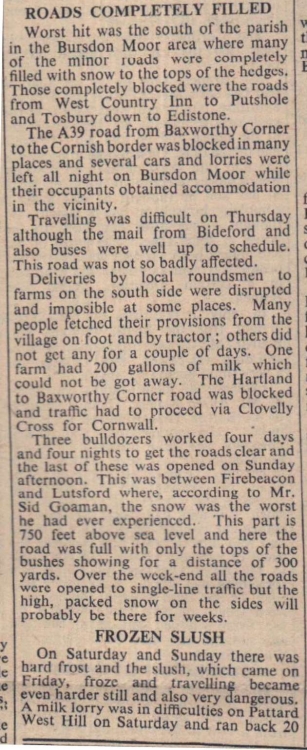 ROADS COMPLETELY FILLED
Worst hit was the south of the parish
in the Bursdon Moor area where many
of the minor roads were completely
filled with snow to the tops of the hedges.
Those completely blocked were the roads
from West Country Inn to Putshole
and Tosbury down to Edistone.
The A39 road from Baxworthy Corner
to the Cornish border was blocked in many
places and several cars and lorries were
left all night on Bursdon Moor while
their occupants obtained accommodation
in the vicinity.
Travelling was difficult on Thursday
although the mail from Bideford and
also buses were well up to schedule.
This road was not so badly affected.
Deliveries by local roundsmen to
farms on the south side were disrupted
and imposible at some places. Many
people fetched their provisions from the
village on foot and by tractor ; others did
not get any for a couple of days. One
farm had 200 gallons of milk which
could not be got away. The Hartland
to Baxworthy Corner road was blocked
and traffic had to proceed via Clovelly
Cross for Cornwall.
Three bulldozers worked four days
and four nights to get the roads clear and
the last of these was opened on Sunday
afternoon. This was between Firebeacon
and Lutsford where, according to Mr.
Sid Goaman, the snow was the worst
he had ever experienced. This part is
750 feet above sea level and here the
road was full with only the tops of the
bushes showing for a distance of 300
yards. Over the week-end all the roads
were opened to single-line traffic but the
high, packed snow on the sides will
probably be there for weeks.
FROZEN SLUSH
On Saturday and Sunday there was
hard frost and the slush, which came on
Friday, froze and travelling became
even harder still and also very dangerous.
A milk lorry was in difficulties on Pattard
West Hill on Saturday and ran back 20